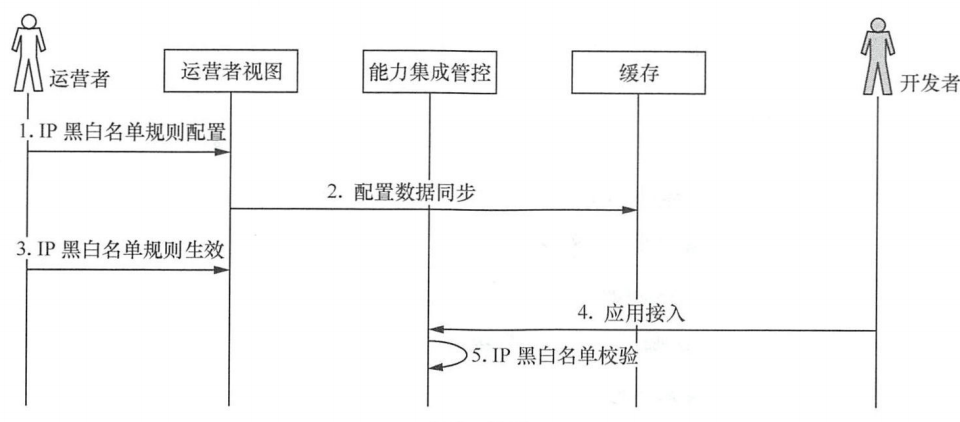 运营者
运营者视图
能力集成管控
缓存
开发者
1. IP 黑白名单规则配置
2. 配置数据同步
3. IP 黑白名单规则生效
4. 应用接入
5. IP 黑白名单校验